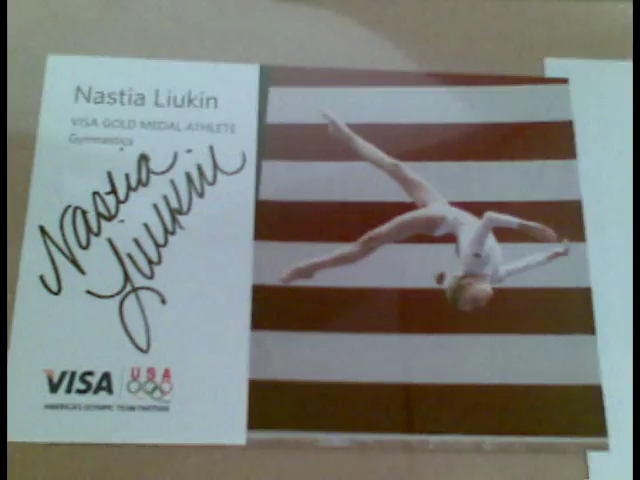 Nastia Liukin
VISA GOLD MEDAL ATHLETE
Gymnastics
Nastia
Liukin
VISA
USA
AMERICA'S OLYMPIC TEAM PARTNER